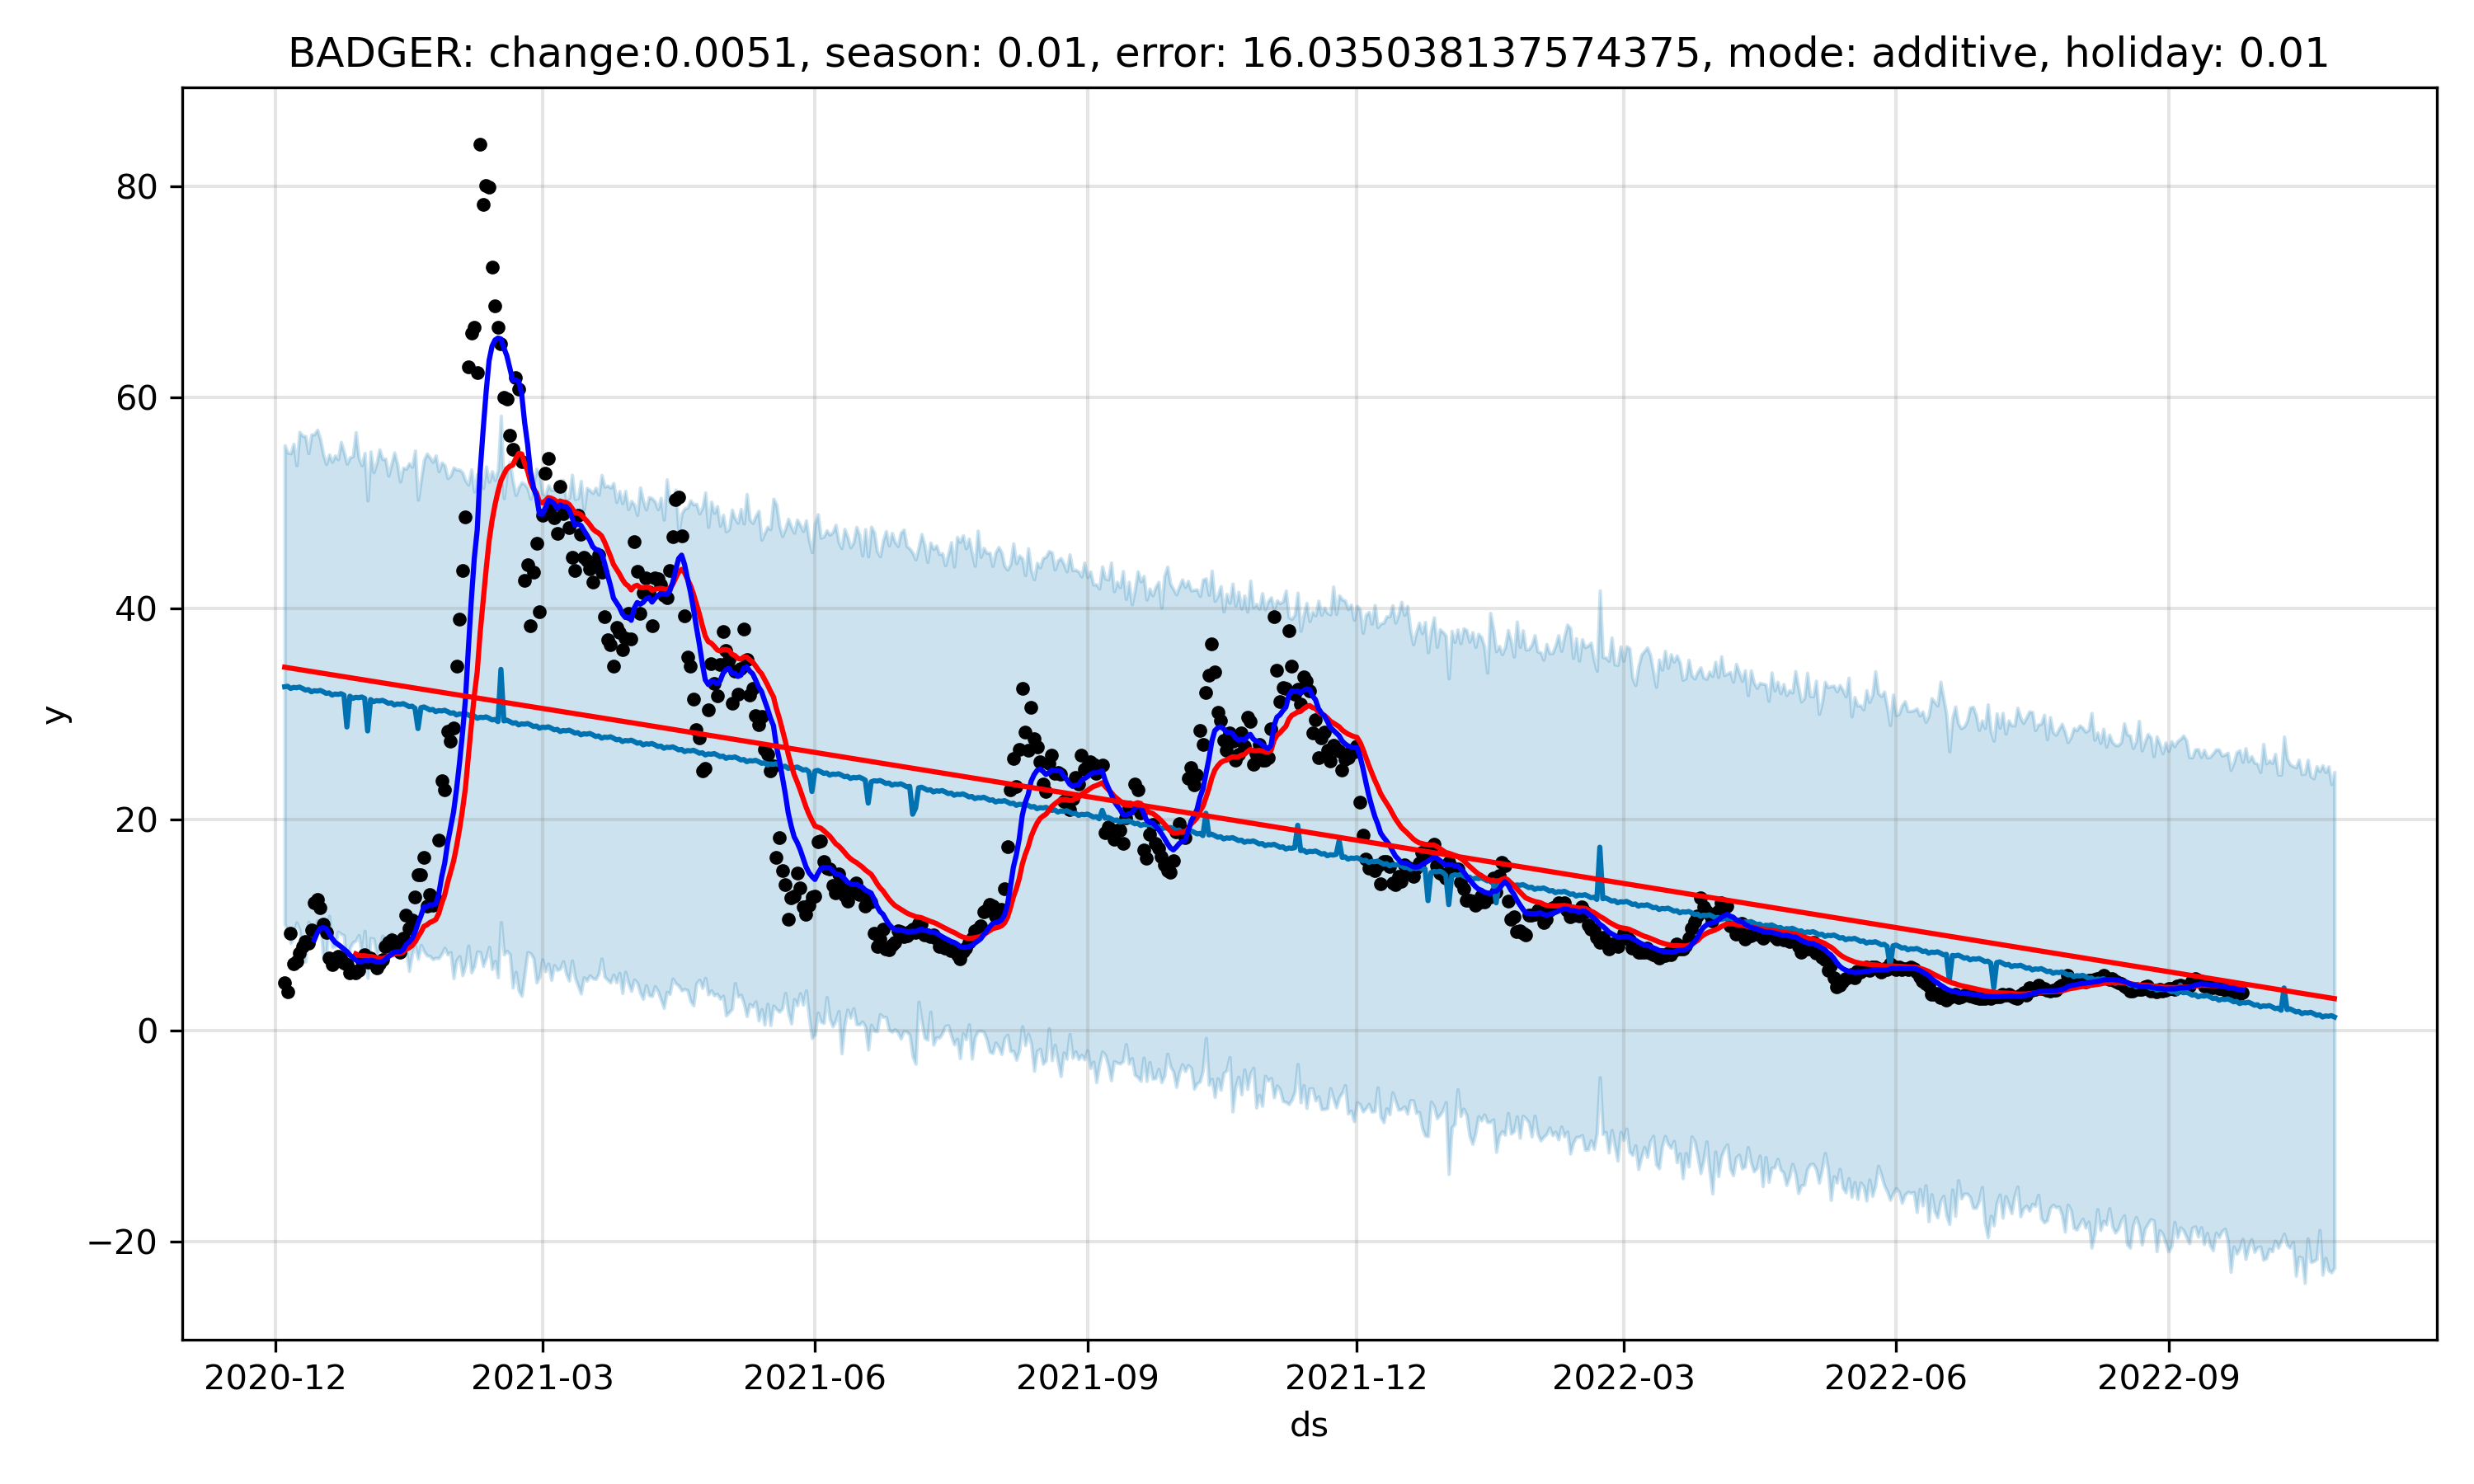 BADGER: change:0.0051, season: 0.01, error: 16.035038137574375, mode: additive, holiday: 0.01
80
60
40
20
0
−20
y
2020-12 2021-03 2021-06 2021-09 2021-12 2022-03 2022-06 2022-09
ds